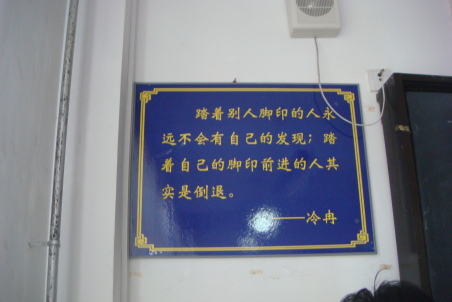 踏着别人脚印的人永
远不会有自己的发现；踏
着自己的脚印前进的人其
实是倒退。
——冷冉